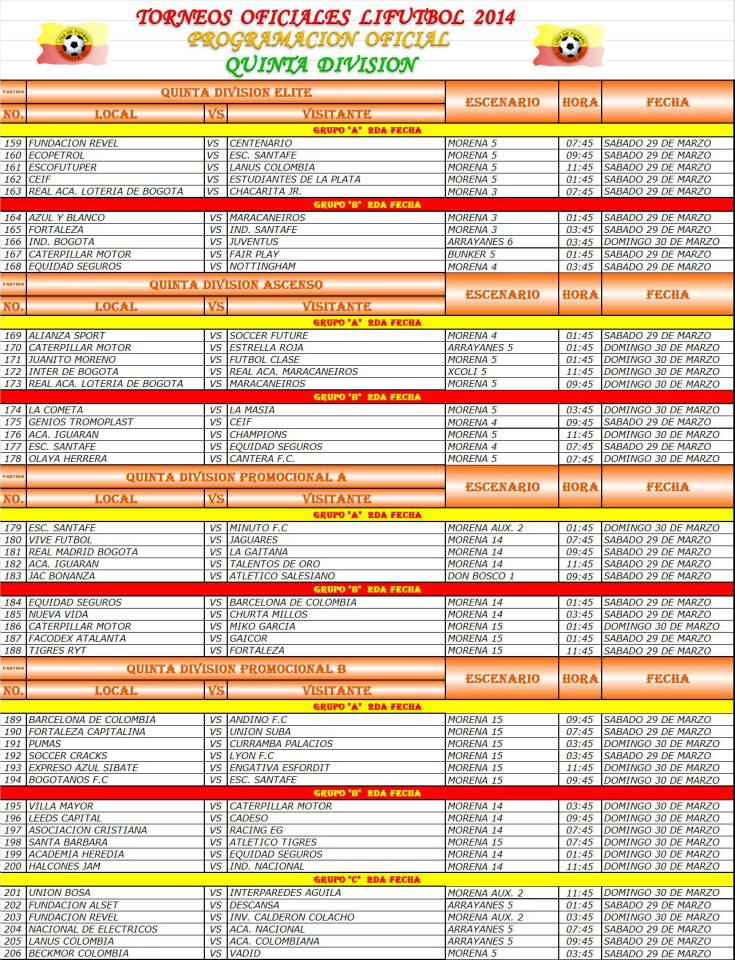 TORNEOS OFICIALES LIFUTBOL 2014
PROGRAMACION OFICIAL
QUINTA DIVISION
PARTIDO QUINTA DIVISION ELITE ESCENARIO HORA FECHA
NO. LOCAL VS VISITANTE
GRUPO "A" 2DA FECHA
159 FUNDACION REVEL VS CENTENARIO MORENA 5 07:45 SABADO 29 DE MARZO
160 ECOPETROL VS ESC. SANTAFE MORENA 5 09:45 SABADO 29 DE MARZO
161 ESCOFUTUPER VS LANUS COLOMBIA MORENA 5 11:45 SABADO 29 DE MARZO
162 CEIF VS ESTUDIANTES DE LA PLATA MORENA 5 01:45 SABADO 29 DE MARZO
163 REAL ACA. LOTERIA DE BOGOTA VS CHACARITA JR. MORENA 3 07:45 SABADO 29 DE MARZO
GRUPO "B" 2DA FECHA
164 AZUL Y BLANCO VS MARACANEIROS MORENA 3 01:45 SABADO 29 DE MARZO
165 FORTALEZA VS IND. SANTAFE MORENA 3 03:45 SABADO 29 DE MARZO
166 IND. BOGOTA VS JUVENTUS ARRAYANES 6 03:45 DOMINGO 30 DE MARZO
167 CATERPILLAR MOTOR VS FAIR PLAY BUNKER 5 01:45 SABADO 29 DE MARZO
168 EQUIDAD SEGUROS VS NOTTINGHAM MORENA 4 03:45 SABADO 29 DE MARZO
PARTIDO QUINTA DIVISION ASCENSO ESCENARIO HORA FECHA
NO. LOCAL VS VISITANTE
GRUPO "A" 2DA FECHA
169 ALIANZA SPORT VS SOCCER FUTURE MORENA 4 01:45 SABADO 29 DE MARZO
170 CATERPILLAR MOTOR VS ESTRELLA ROJA ARRAYANES 5 01:45 DOMINGO 30 DE MARZO
171 JUANITO MORENO VS FUTBOL CLASE MORENA 5 01:45 DOMINGO 30 DE MARZO
172 INTER DE BOGOTA VS REAL ACA. MARACANEIROS XCOLI 5 11:45 DOMINGO 30 DE MARZO
173 REAL ACA. LOTERIA DE BOGOTA VS MARACANEIROS MORENA 5 09:45 DOMINGO 30 DE MARZO
GRUPO "B" 2DA FECHA
174 LA COMETA VS LA MASIA MORENA 5 03:45 DOMINGO 30 DE MARZO
175 GENIOS TROMOPLAST VS CEIF MORENA 4 09:45 SABADO 29 DE MARZO
176 ACA. IGUARAN VS CHAMPIONS MORENA 5 11:45 DOMINGO 30 DE MARZO
177 ESC. SANTAFE VS EQUIDAD SEGUROS MORENA 4 07:45 SABADO 29 DE MARZO
178 OLAYA HERRERA VS CANTERA F.C. MORENA 5 07:45 DOMINGO 30 DE MARZO
PARTIDO QUINTA DIVISION PROMOCIONAL A ESCENARIO HORA FECHA
NO. LOCAL VS VISITANTE
GRUPO "A" 2DA FECHA
179 ESC. SANTAFE VS MINUTO F.C MORENA AUX. 2 01:45 DOMINGO 30 DE MARZO
180 VIVE FUTBOL VS JAGUARES MORENA 14 07:45 SABADO 29 DE MARZO
181 REAL MADRID BOGOTA VS LA GAITANA MORENA 14 09:45 SABADO 29 DE MARZO
182 ACA. IGUARAN VS TALENTOS DE ORO MORENA 14 11:45 SABADO 29 DE MARZO
183 JAC BONANZA VS ATLETICO SALESIANO DON BOSCO 1 09:45 SABADO 29 DE MARZO
GRUPO "B" 2DA FECHA
184 EQUIDAD SEGUROS VS BARCELONA DE COLOMBIA MORENA 14 01:45 SABADO 29 DE MARZO
185 NUEVA VIDA VS CHURTA MILLOS MORENA 14 03:45 SABADO 29 DE MARZO
186 CATERPILLAR MOTOR VS MIKO GARCIA MORENA 14 01:45 DOMINGO 30 DE MARZO
187 FACODEX ATALANTA VS GAICOR MORENA 15 01:45 SABADO 29 DE MARZO
188 TIGRES RYT VS FORTALEZA MORENA 15 11:45 SABADO 29 DE MARZO
PARTIDO QUINTA DIVISION PROMOCIONAL B ESCENARIO HORA FECHA
NO. LOCAL VS VISITANTE
GRUPO "A" 2DA FECHA
189 BARCELONA DE COLOMBIA VS ANDINO F.C MORENA 15 09:45 SABADO 29 DE MARZO
190 FORTALEZA CAPITALINA VS UNION SUBA MORENA 15 07:45 SABADO 29 DE MARZO
191 PUMAS VS CURRAMBA PALACIOS MORENA 15 03:45 DOMINGO 30 DE MARZO
192 SOCCER CRACKS VS LYON F.C MORENA 15 03:45 SABADO 29 DE MARZO
193 EXPRESO AZUL SIBATE VS ENGATIVA ESFORDIT MORENA 15 11:45 DOMINGO 30 DE MARZO
194 BOGOTANOS F.C VS ESC. SANTAFE MORENA 15 09:45 DOMINGO 30 DE MARZO
GRUPO "B" 2DA FECHA
195 VILLA MAYOR VS CATERPILLAR MOTOR MORENA 14 03:45 DOMINGO 30 DE MARZO
196 LEEDS CAPITAL VS CADESO MORENA 14 09:45 DOMINGO 30 DE MARZO
197 ASOCIACION CRISTIANA VS RACING EG MORENA 14 07:45 DOMINGO 30 DE MARZO
198 SANTA BARBARA VS ATLETICO TIGRES MORENA 15 07:45 DOMINGO 30 DE MARZO
199 ACADEMIA HEREDIA VS EQUIDAD SEGUROS MORENA 15 01:45 DOMINGO 30 DE MARZO
200 HALCONES JAM VS IND. NACIONAL MORENA 14 11:45 DOMINGO 30 DE MARZO
GRUPO "C" 2DA FECHA
201 UNION BOSA VS INTERPAREDES AGUILA MORENA AUX. 2 11:45 DOMINGO 30 DE MARZO
202 FUNDACION ALSET VS DESCANSA ARRAYANES 5 01:45 SABADO 29 DE MARZO
203 FUNDACION REVEL VS INV. CALDERON COLACHO MORENA AUX. 2 03:45 DOMINGO 30 DE MARZO
204 NACIONAL DE ELECTRICOS VS ACA. NACIONAL ARRAYANES 5 07:45 DOMINGO 30 DE MARZO
205 LANUS COLOMBIA VS ACA. COLOMBIANA ARRAYANES 5 09:45 SABADO 29 DE MARZO
206 BECKMOR COLOMBIA VS VADID MORENA 5 03:45 SABADO 29 DE MARZO